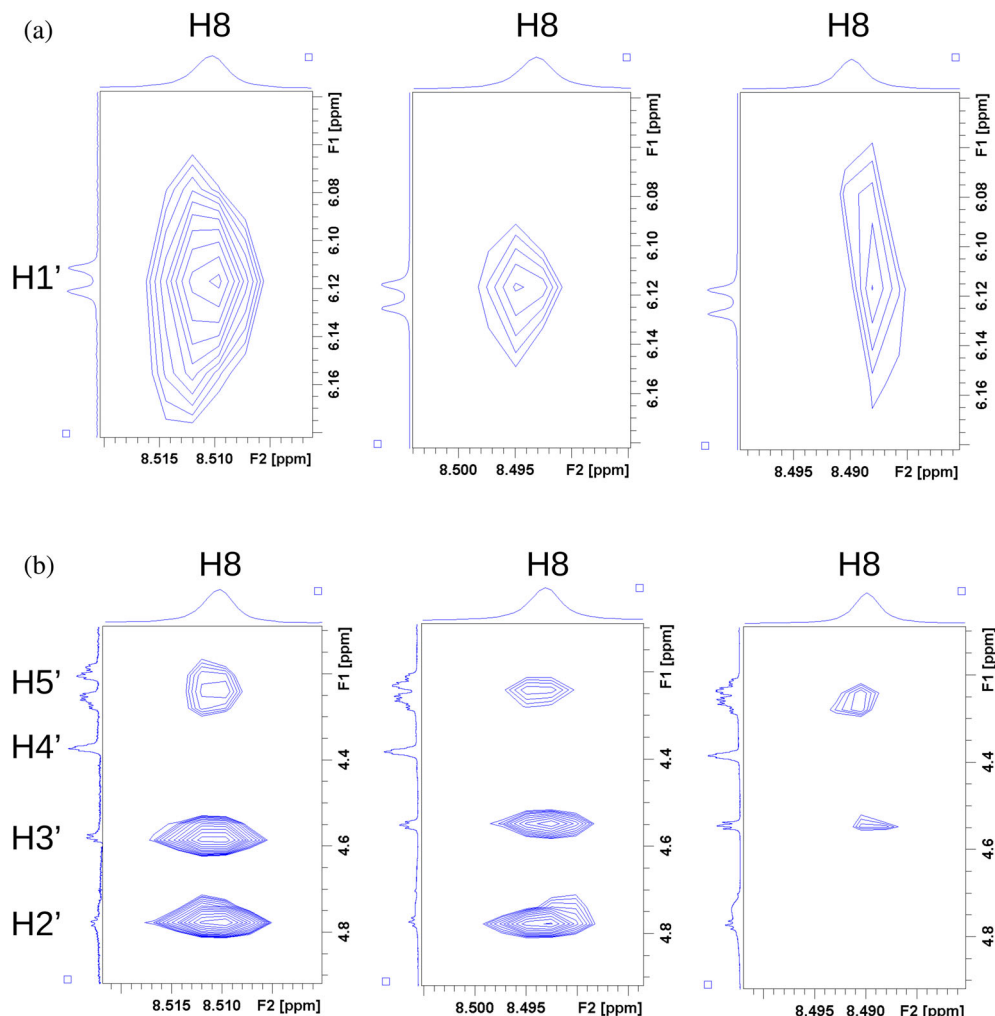 (a)
H8 H8 H8
H1’
F1 [ppm]
6.08
6.10
6.12
6.14
6.16
8.515 8.510 F2 [ppm]
F1 [ppm]
6.08
6.10
6.12
6.14
6.16
8.500 8.495 F2 [ppm]
F1 [ppm]
6.08
6.10
6.12
6.14
6.16
8.495 8.490 F2 [ppm]
(b)
H8 H8 H8
H5’
H4’
H3’
H2’
F1 [ppm]
4.4
4.6
4.8
8.515 8.510 F2 [ppm]
F1 [ppm]
4.4
4.6
4.8
8.500 8.495 F2 [ppm]
F1 [ppm]
4.4
4.6
4.8
8.495 8.490 F2 [ppm]